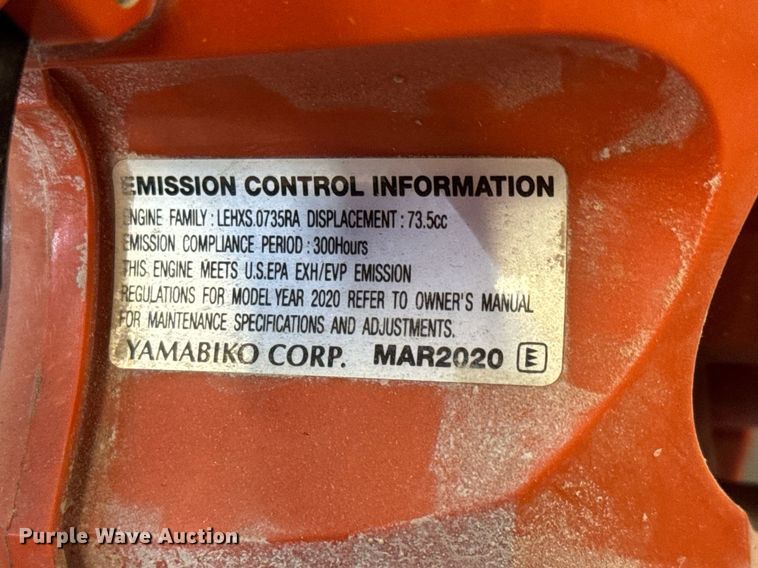 EMISSION CONTROL INFORMATION
ENGINE FAMILY : LEHXS.0735RA DISPLACEMENT : 73.5cc
EMISSION COMPLIANCE PERIOD : 300Hours
THIS ENGINE MEETS U.S.EPA EXH/EVP EMISSION
REGULATIONS FOR MODEL YEAR 2020 REFER TO OWNER'S MANUAL
FOR MAINTENANCE SPECIFICATIONS AND ADJUSTMENTS.
YAMABIKO CORP. MAR2020 E
Purple Wave Auction